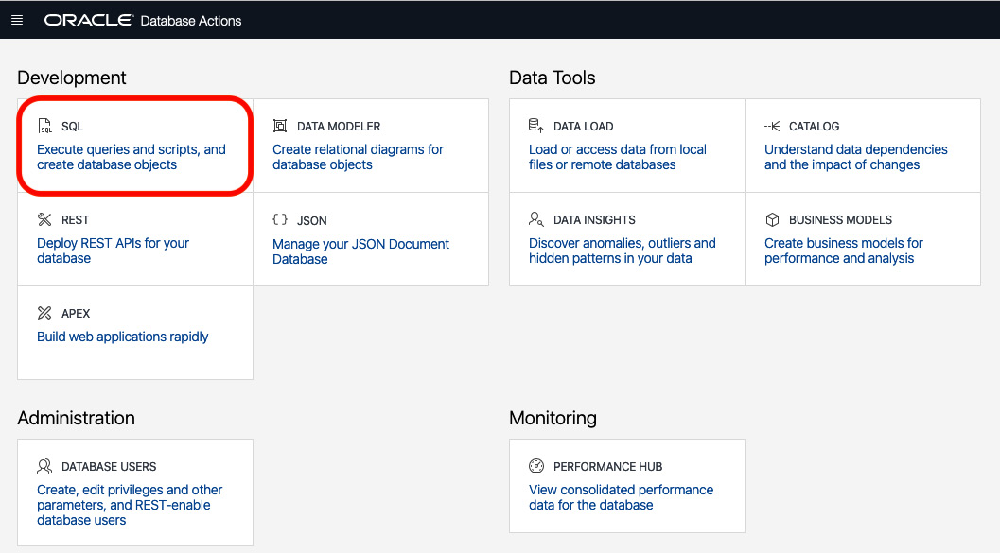 ORACLE Database Actions
Development
SQL
Execute queries and scripts, and
create database objects
DATA MODELER
Create relational diagrams for
database objects
REST
Deploy REST APIs for your
database
{ } JSON
Manage your JSON Document
Database
APEX
Build web applications rapidly
Data Tools
DATA LOAD
Load or access data from local
files or remote databases
CATALOG
Understand data dependencies
and the impact of changes
DATA INSIGHTS
Discover anomalies, outliers and
hidden patterns in your data
BUSINESS MODELS
Create business models for
performance and analysis
Administration
DATABASE USERS
Create, edit privileges and other
parameters, and REST-enable
database users
Monitoring
PERFORMANCE HUB
View consolidated performance
data for the database